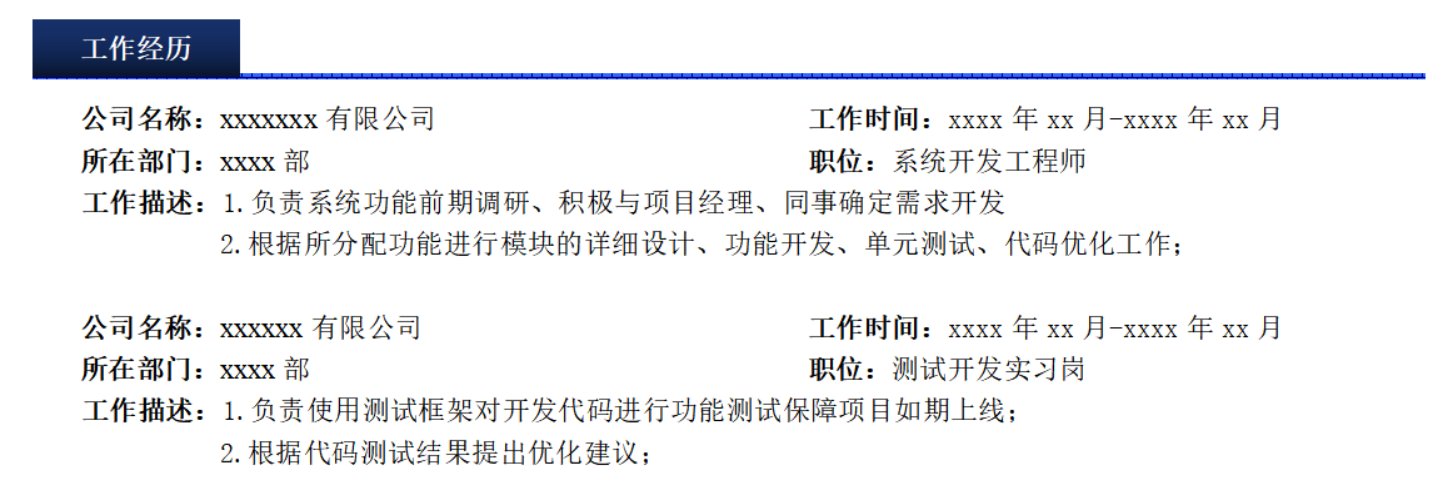 工作经历
公司名称：xxxxxxx 有限公司 工作时间：xxxx 年 xx 月-xxxx 年 xx 月
所在部门：xxxx 部 职位：系统开发工程师
工作描述：1.负责系统功能前期调研、积极与项目经理、同事确定需求开发
2.根据所分配功能进行模块的详细设计、功能开发、单元测试、代码优化工作；
公司名称：xxxxxx 有限公司 工作时间：xxxx 年 xx 月-xxxx 年 xx 月
所在部门：xxxx 部 职位：测试开发实习岗
工作描述：1.负责使用测试框架对开发代码进行功能测试保障项目如期上线；
2.根据代码测试结果提出优化建议；